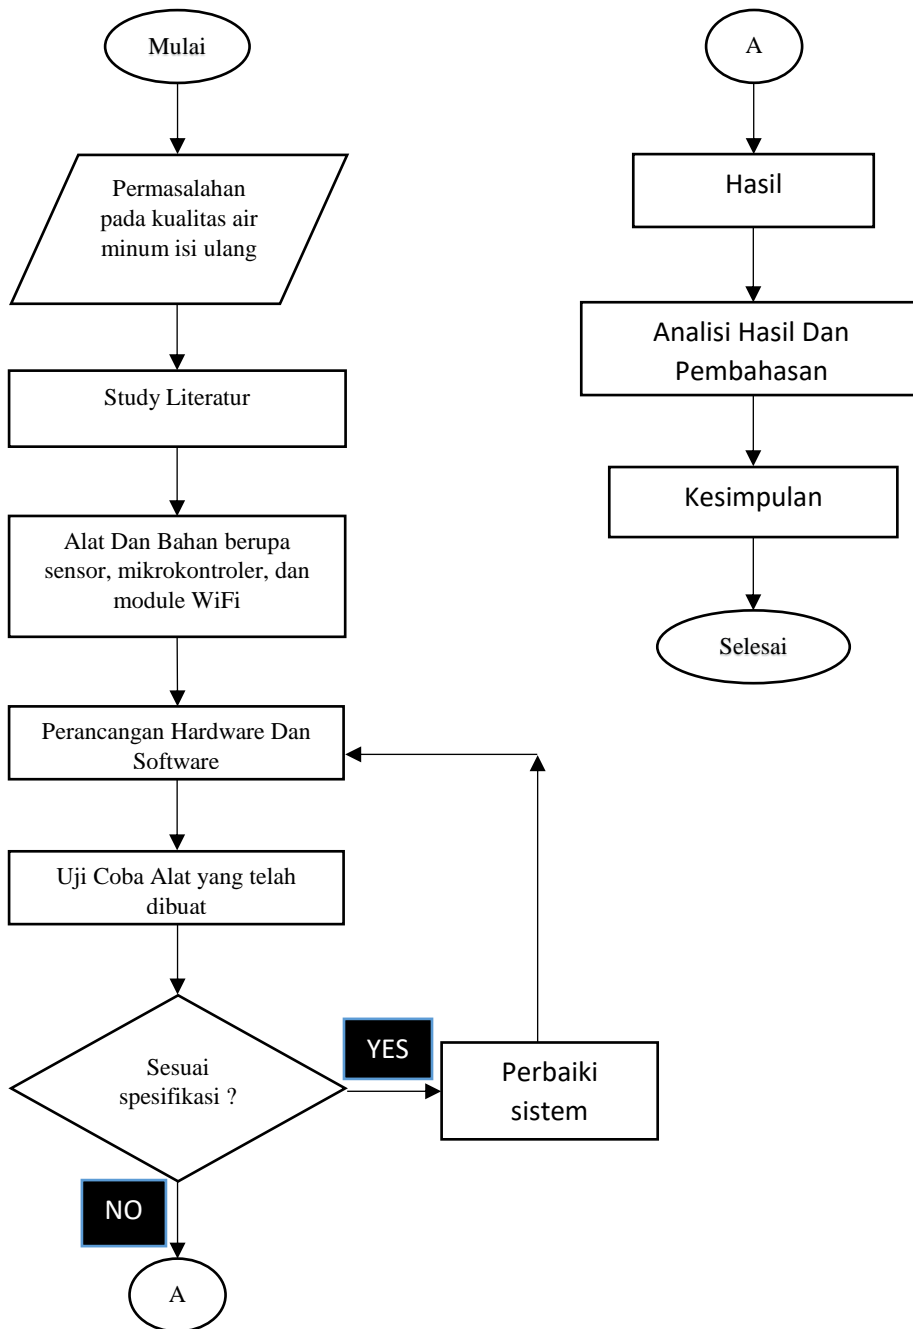 Mulai
Permasalahan
pada kualitas air
minum isi ulang
Study Literatur
Alat Dan Bahan berupa
sensor, mikrokontroler, dan
module WiFi
Perancangan Hardware Dan
Software
Uji Coba Alat yang telah
dibuat
Sesuai
spesifikasi ?
YES
Perbaiki
sistem
NO
A
A
Hasil
Analisi Hasil Dan
Pembahasan
Kesimpulan
Selesai